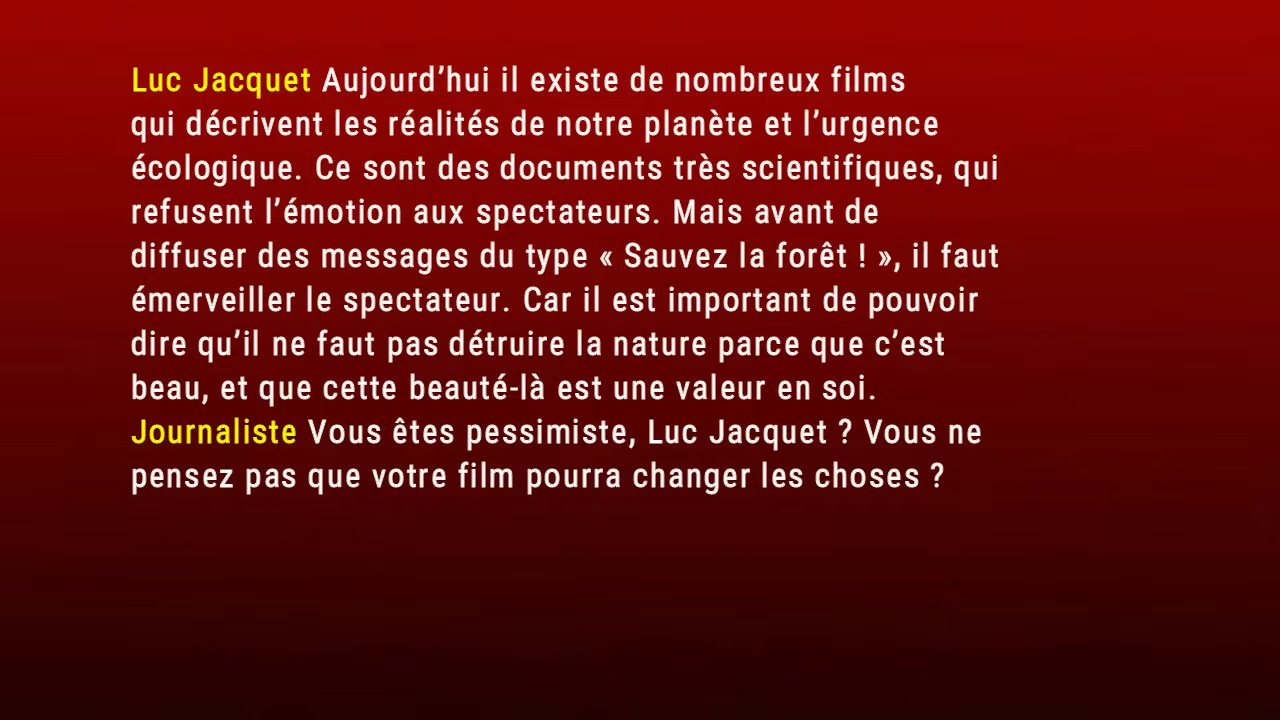 Luc Jacquet Aujourd’hui il existe de nombreux films
qui décrivent les réalités de notre planète et l’urgence
écologique. Ce sont des documents très scientifiques, qui
refusent l’émotion aux spectateurs. Mais avant de
diffuser des messages du type « Sauvez la forêt ! », il faut
émerveiller le spectateur. Car il est important de pouvoir
dire qu’il ne faut pas détruire la nature parce que c’est
beau, et que cette beauté-là est une valeur en soi.
Journaliste Vous êtes pessimiste, Luc Jacquet ? Vous ne
pensez pas que votre film pourra changer les choses ?